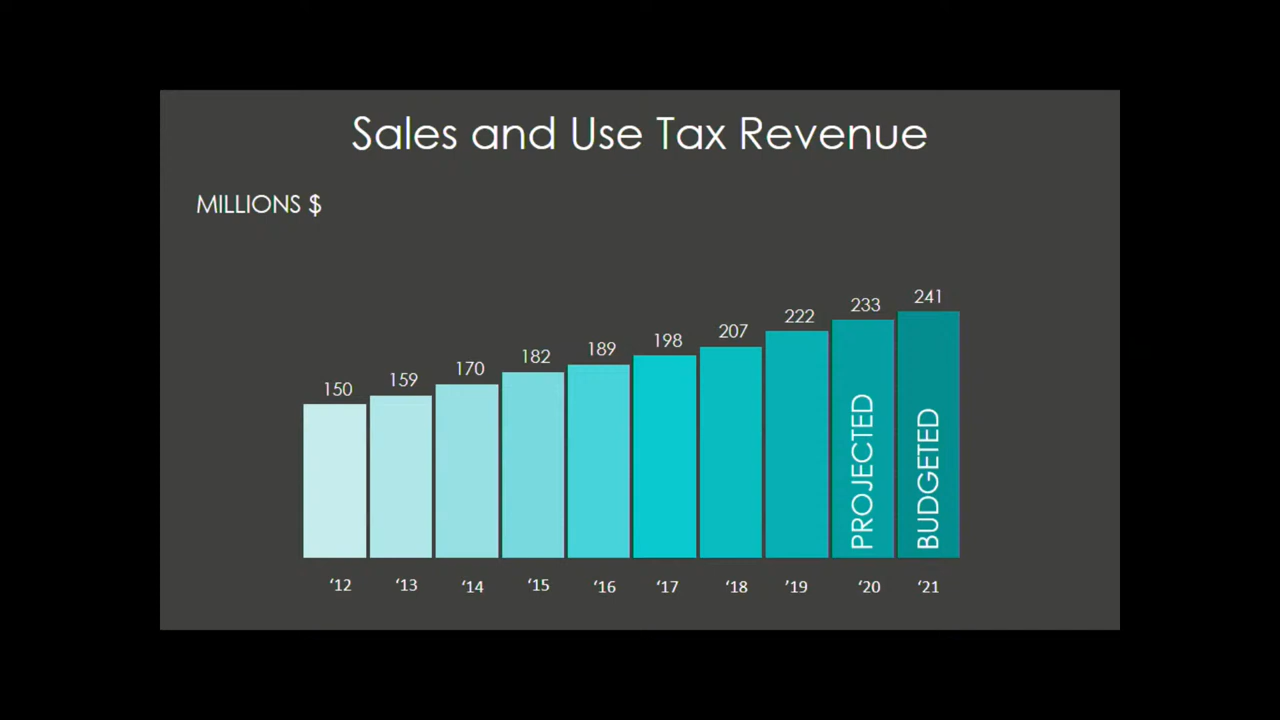 Sales and Use Tax Revenue
MILLIONS $
150 159 170 182 189 198 207 222 233 241
PROJECTED
BUDGETED
‘12 ‘13 ‘14 ‘15 ‘16 ‘17 ‘18 ’19 ‘20 ‘21